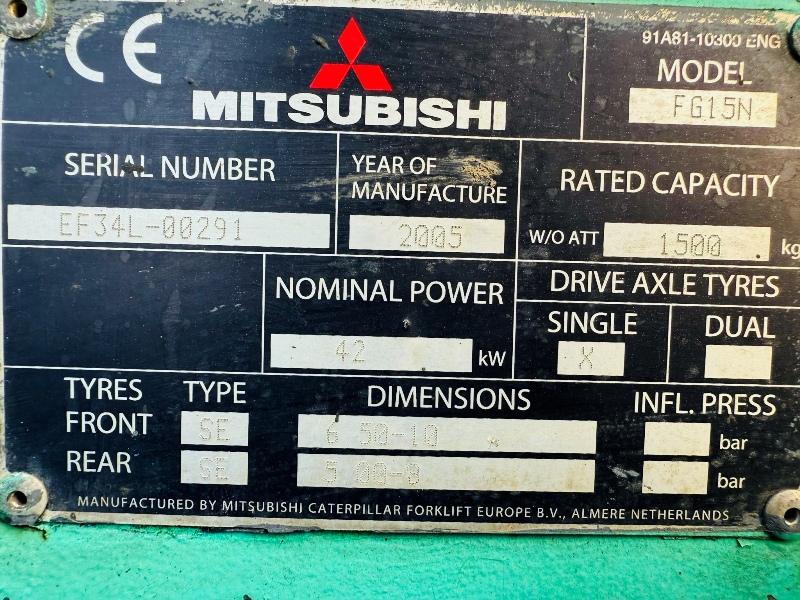 CE
91A81-10300 ENG
MITSUBISHI
MODEL
FG15N
SERIAL NUMBER
EF34L-00291
YEAR OF
MANUFACTURE
2005
RATED CAPACITY
W/O ATT 1500 kg
NOMINAL POWER
42 kW
DRIVE AXLE TYRES
SINGLE DUAL
X
TYRES TYPE DIMENSIONS INFL. PRESS
FRONT SE 6 50-10 bar
REAR SE 5 00-8 bar
MANUFACTURED BY MITSUBISHI CATERPILLAR FORKLIFT EUROPE B.V., ALMERE NETHERLANDS